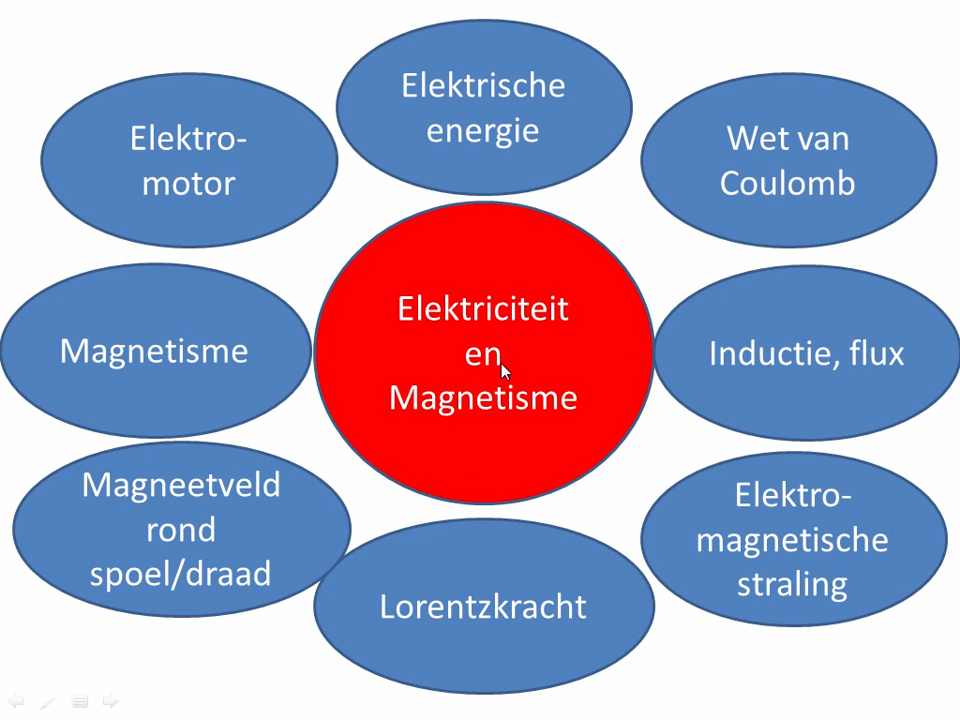 Elektrische
energie
Elektro-
motor
Wet van
Coulomb
Elektriciteit
en
Magnetisme
Magnetisme
Inductie, flux
Magneetveld
rond
spoel/draad
Elektro-
magnetische
straling
Lorentzkracht